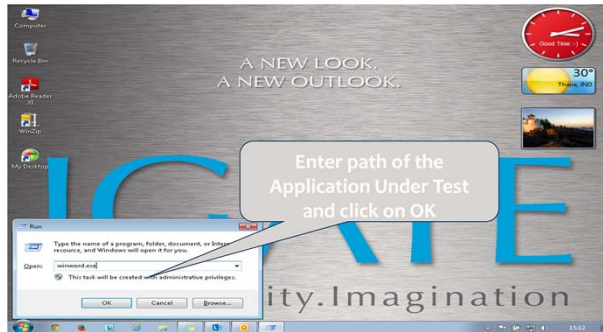 Computer
Recycle Bin
Adobe Reader
XI
WinZip
My Desktop
A NEW LOOK.
A NEW OUTLOOK.
Good Time :-)
30°
Thane, IND
Enter path of the
Application Under Test
and click on OK
IGATE
ity.Imagination
Run
Type the name of a program, folder, document, or Internet
resource, and Windows will open it for you.
Open:
winword.exe
This task will be created with administrative privileges.
OK
Cancel
Browse...
15:12